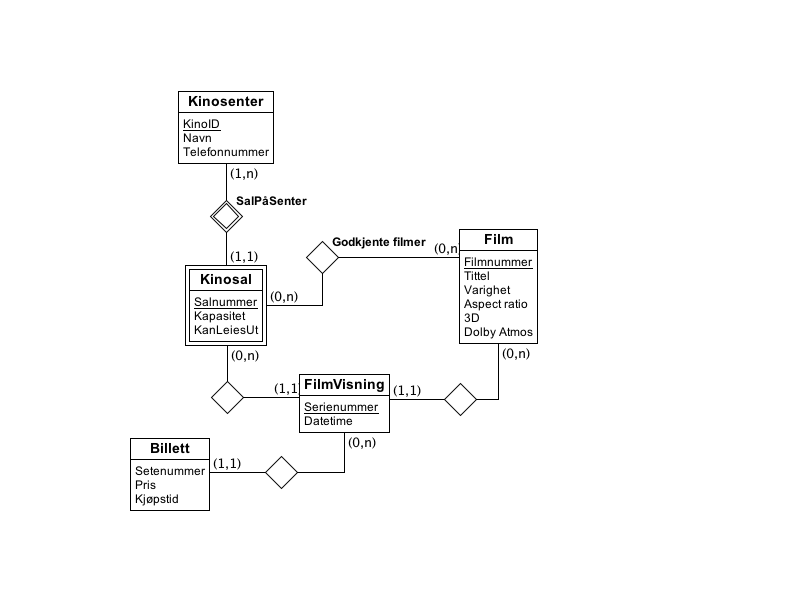 Kinosenter
KinoID
Navn
Telefonnummer
(1,n)
SalPåSenter
(1,1)
Kinosal
Salnummer
Kapasitet
KanLeiesUt
(0,n)
Godkjente filmer
(0,n
Film
Filmnummer
Tittel
Varighet
Aspect ratio
3D
Dolby Atmos
(0,n)
(0,n)
(1,1
FilmVisning
Serienummer
Datetime
(1,1)
(0,n)
Billett
Setenummer
Pris
Kjøpstid
(1,1)